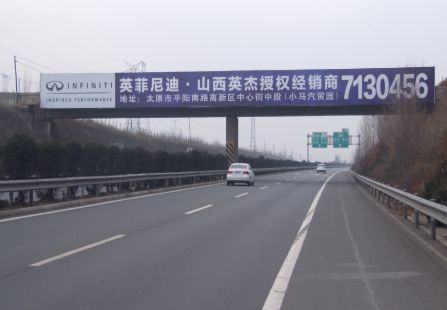 INFINITI
INSPIRED PERFORMANCE
英菲尼迪·山西英杰授权经销商
地址：太原市平阳南路高新区中心街中段（小马汽贸园）
7130456